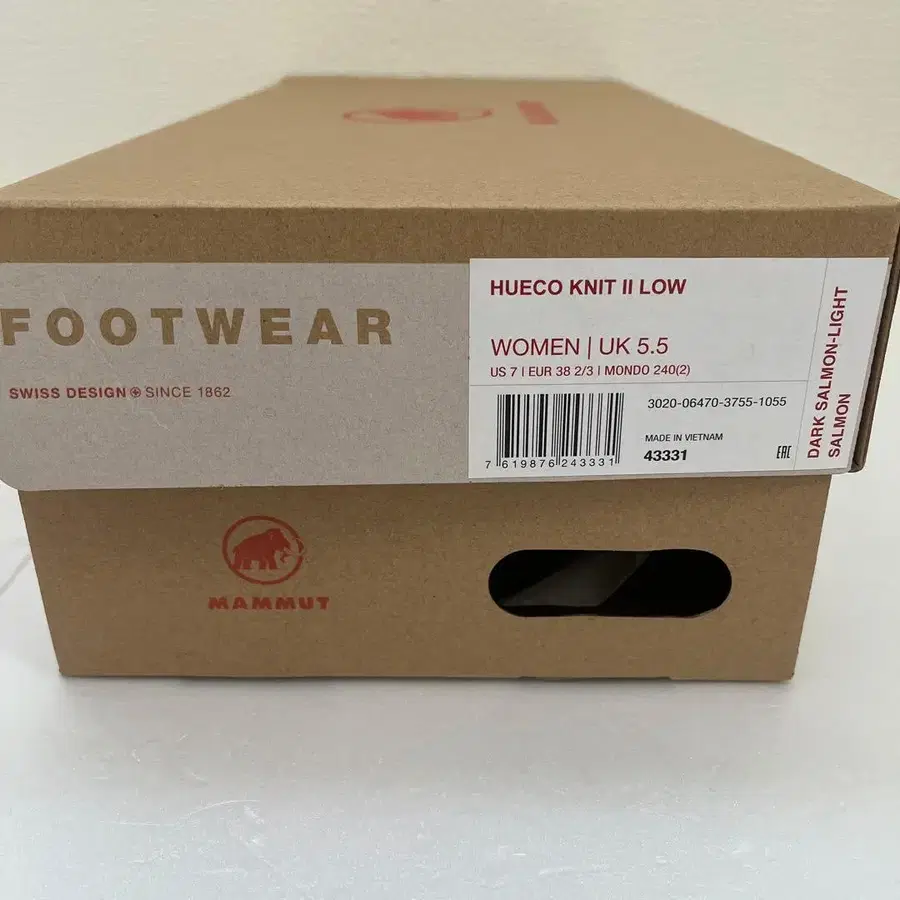 FOOTWEAR
SWISS DESIGN SINCE 1862
HUECO KNIT II LOW
WOMEN | UK 5.5
US 7 | EUR 38 2/3 | MONDO 240(2)
3020-06470-3755-1055
7 619876 243331
MADE IN VIETNAM
43331
EAC
DARK SALMON-LIGHT
SALMON
MAMMUT